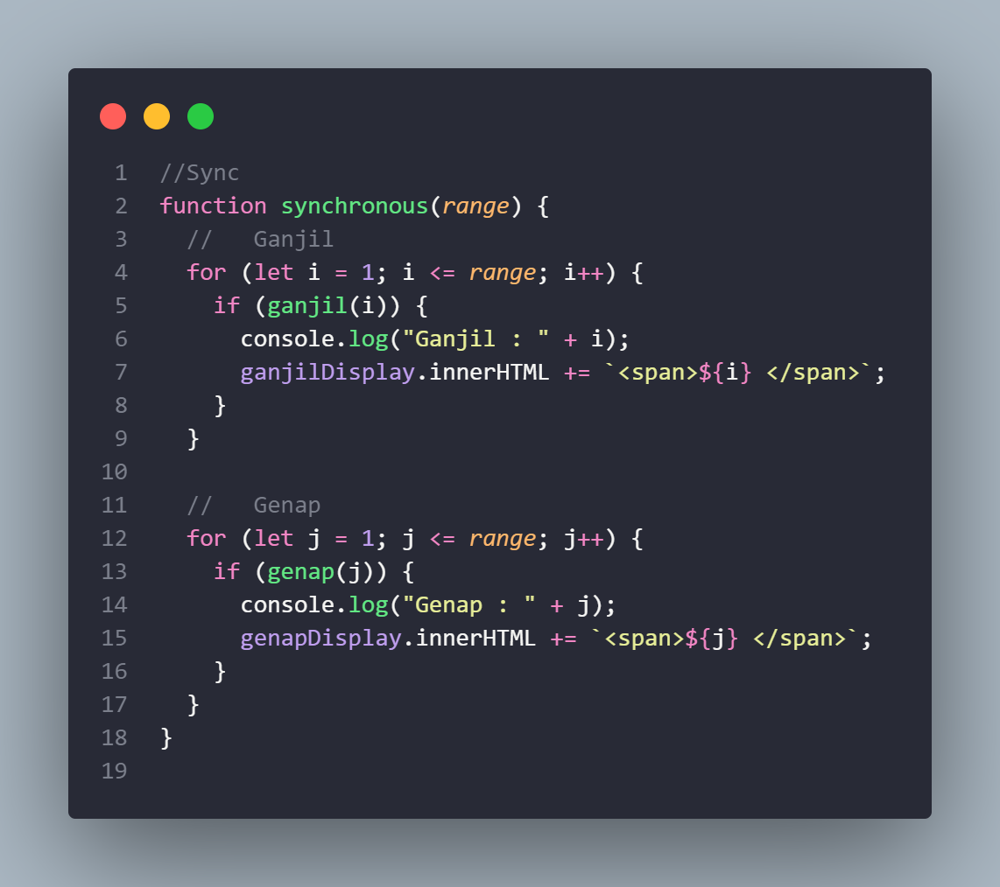 1 //Sync
2 function synchronous(range) {
3   //   Ganjil
4   for (let i = 1; i <= range; i++) {
5     if (ganjil(i)) {
6       console.log("Ganjil : " + i);
7       ganjilDisplay.innerHTML += `<span>${i} </span>`;
8     }
9   }
10
11   //   Genap
12   for (let j = 1; j <= range; j++) {
13     if (genap(j)) {
14       console.log("Genap : " + j);
15       genapDisplay.innerHTML += `<span>${j} </span>`;
16     }
17   }
18 }
19